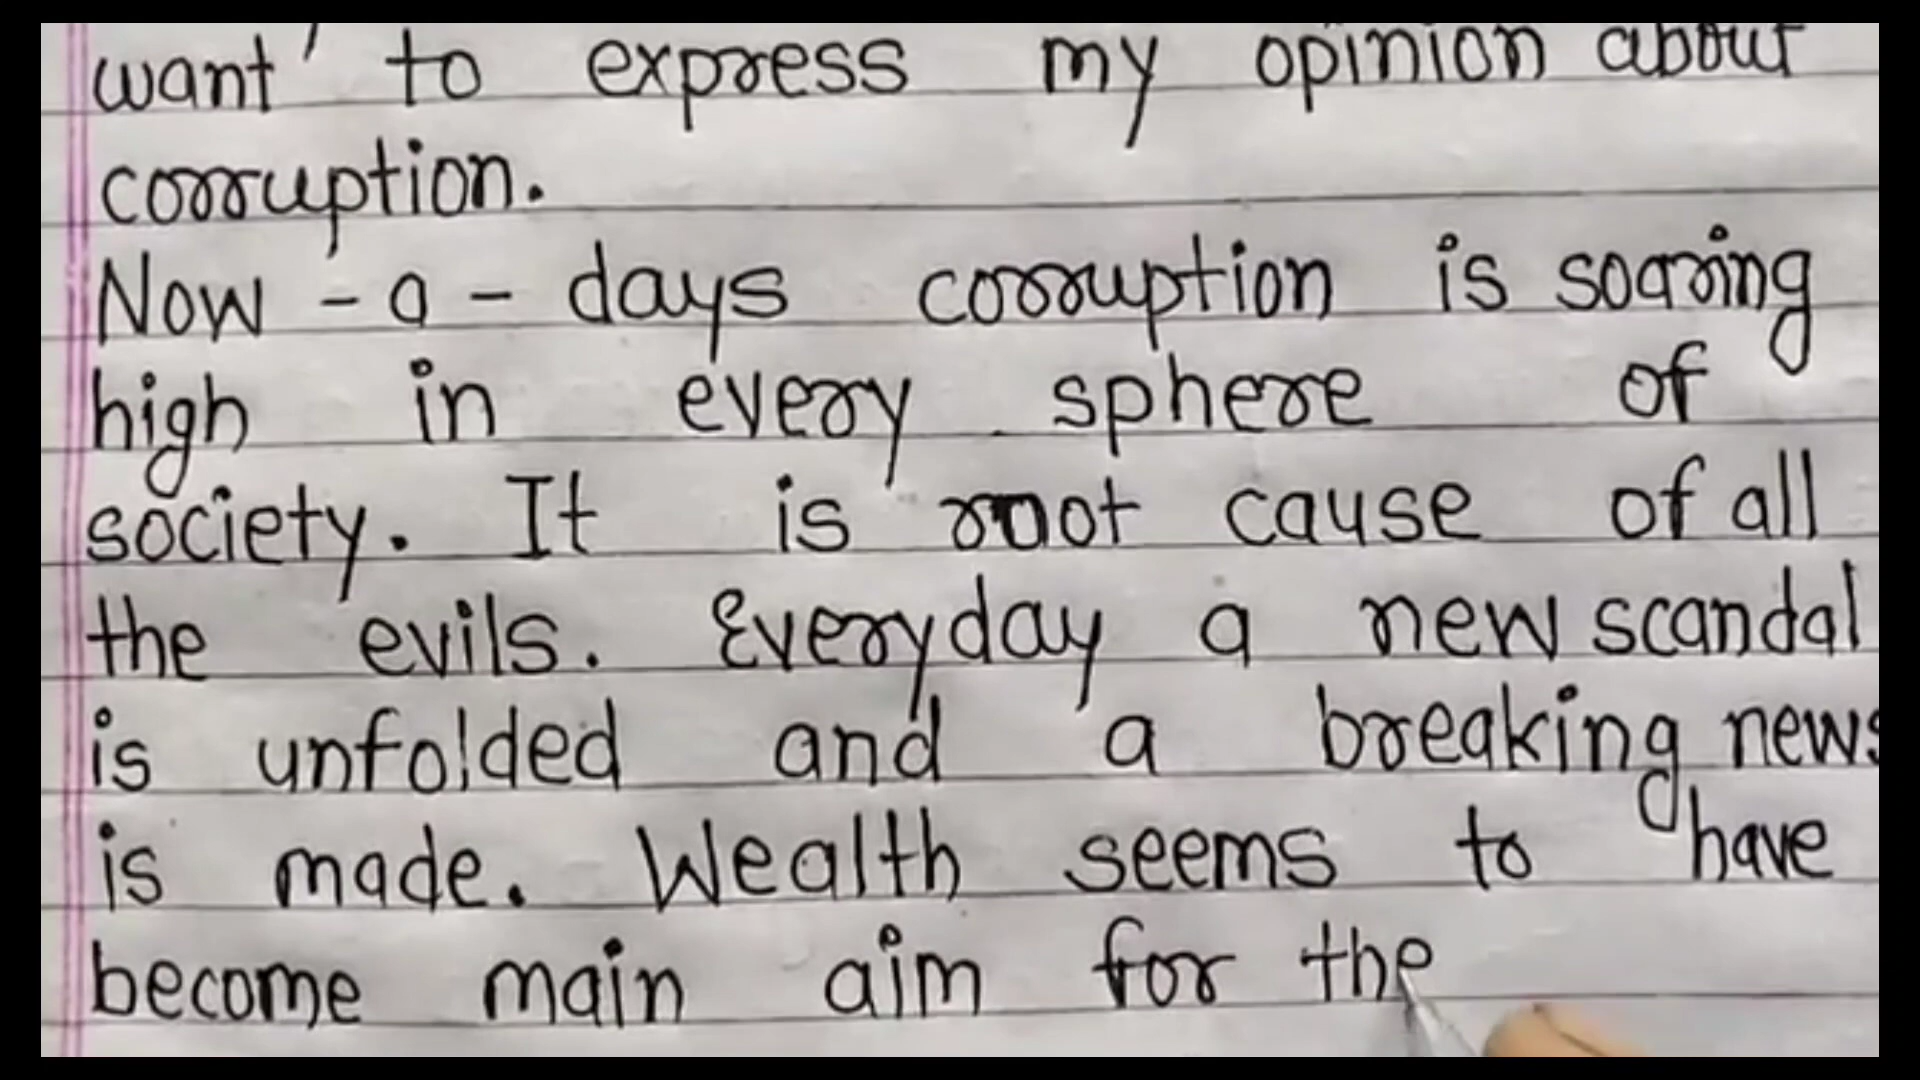 want to express my opinion about
corruption.
Now-a-days corruption is soaring
high in every sphere of
society. It is root cause of all
the evils. Everyday a new scandal
is unfolded and a breaking news
is made. Wealth seems to have
become main aim for the